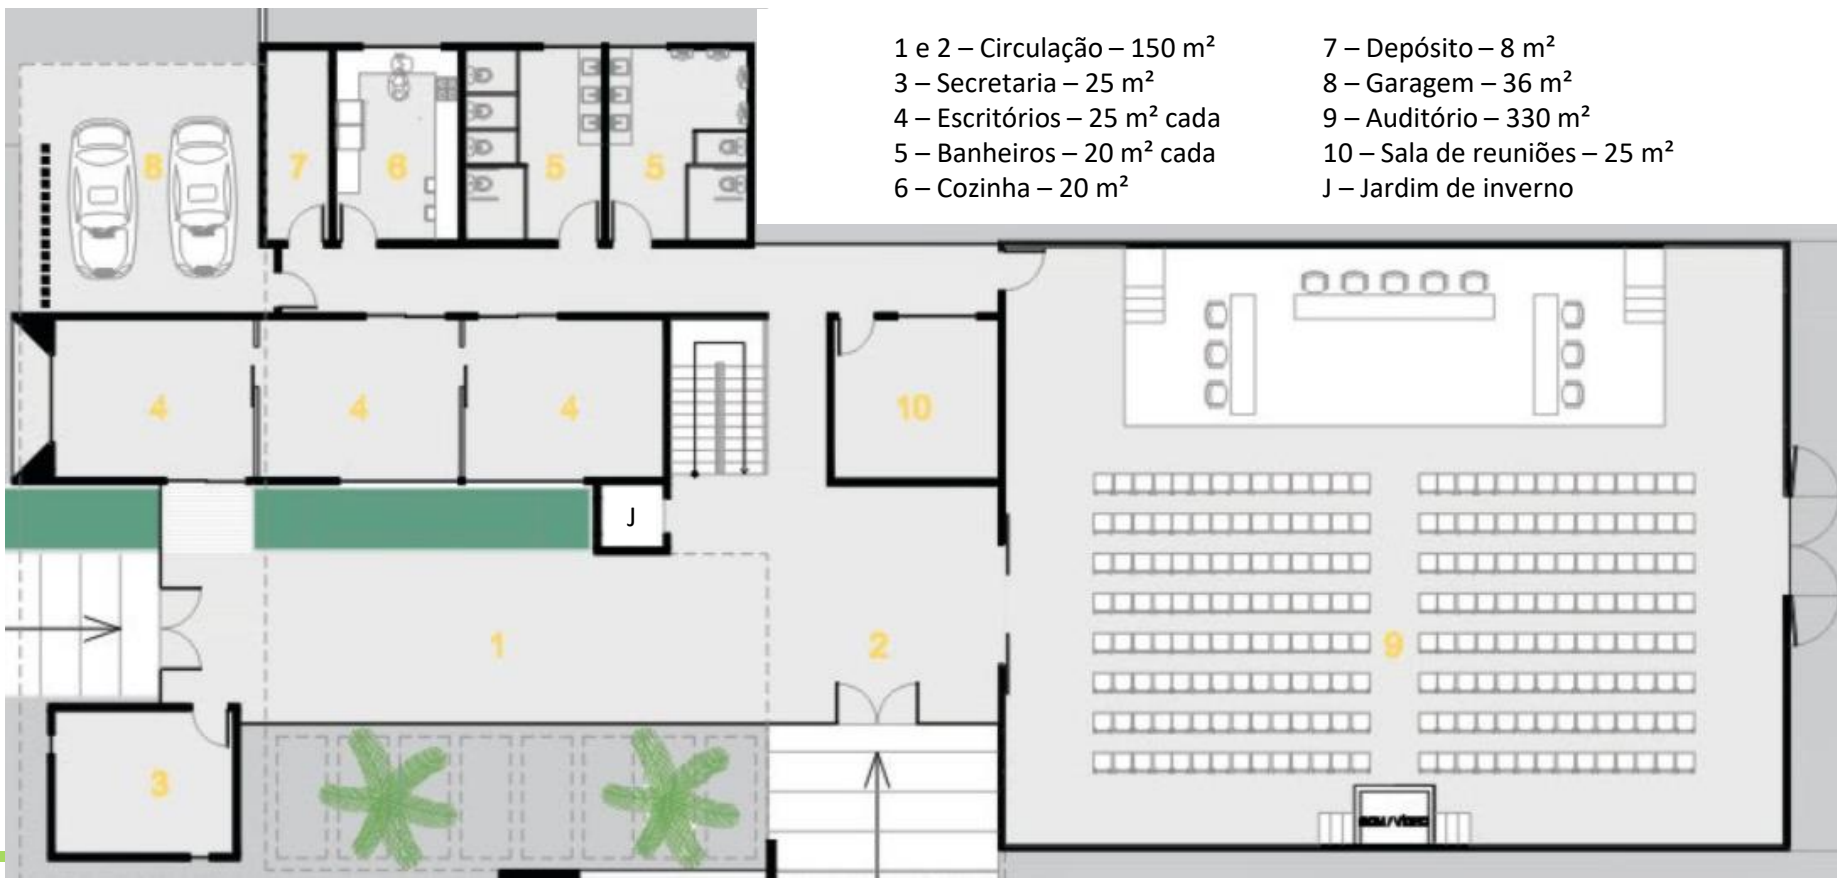 1 e 2 – Circulação – 150 m²
3 – Secretaria – 25 m²
4 – Escritórios – 25 m² cada
5 – Banheiros – 20 m² cada
6 – Cozinha – 20 m²
7 – Depósito – 8 m²
8 – Garagem – 36 m²
9 – Auditório – 330 m²
10 – Sala de reuniões – 25 m²
J – Jardim de inverno
8
7
6
5
5
4
4
4
10
J
1
2
9
3
SOM/VÍDEO